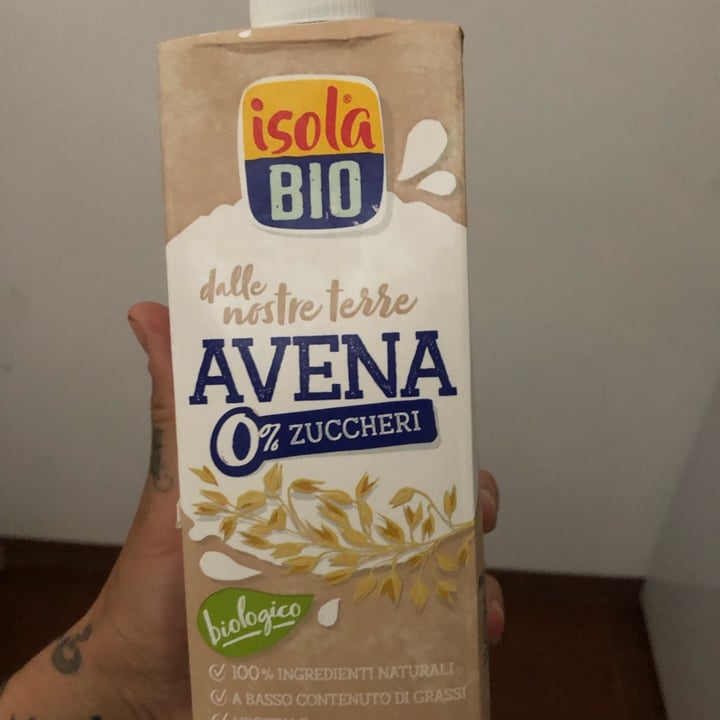 isola®
BIO
dalle
nostre terre
AVENA
0% ZUCCHERI
biologico
100% INGREDIENTI NATURALI
A BASSO CONTENUTO DI GRASSI